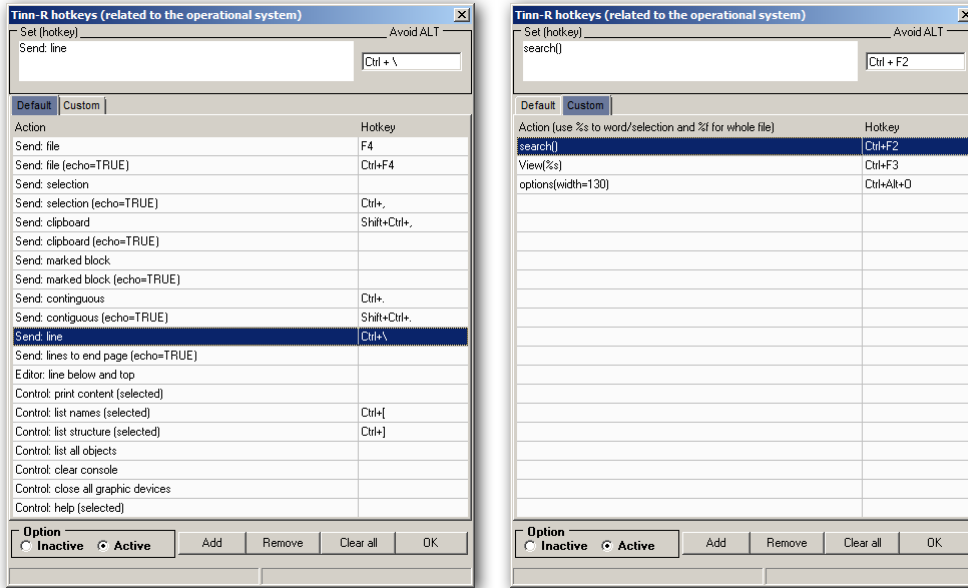 Tinn-R hotkeys (related to the operational system)
Set (hotkey) Avoid ALT
Send: line
Ctrl + \
Default Custom
Action Hotkey
Send: file F4
Send: file (echo=TRUE) Ctrl+F4
Send: selection
Send: selection (echo=TRUE) Ctrl+,
Send: clipboard Shift+Ctrl+,
Send: clipboard (echo=TRUE)
Send: marked block
Send: marked block (echo=TRUE)
Send: continguous Ctrl+.
Send: contiguous (echo=TRUE) Shift+Ctrl+.
Send: line Ctrl+\
Send: lines to end page (echo=TRUE)
Editor: line below and top
Control: print content (selected)
Control: list names (selected) Ctrl+[
Control: list structure (selected) Ctrl+]
Control: list all objects
Control: clear console
Control: close all graphic devices
Control: help (selected)
Option
Inactive Active Add Remove Clear all OK
Tinn-R hotkeys (related to the operational system)
Set (hotkey) Avoid ALT
search()
Ctrl + F2
Default Custom
Action (use %s to word/selection and %f for whole file) Hotkey
search() Ctrl+F2
View(%s) Ctrl+F3
options(width=130) Ctrl+Alt+O
Option
Inactive Active Add Remove Clear all OK